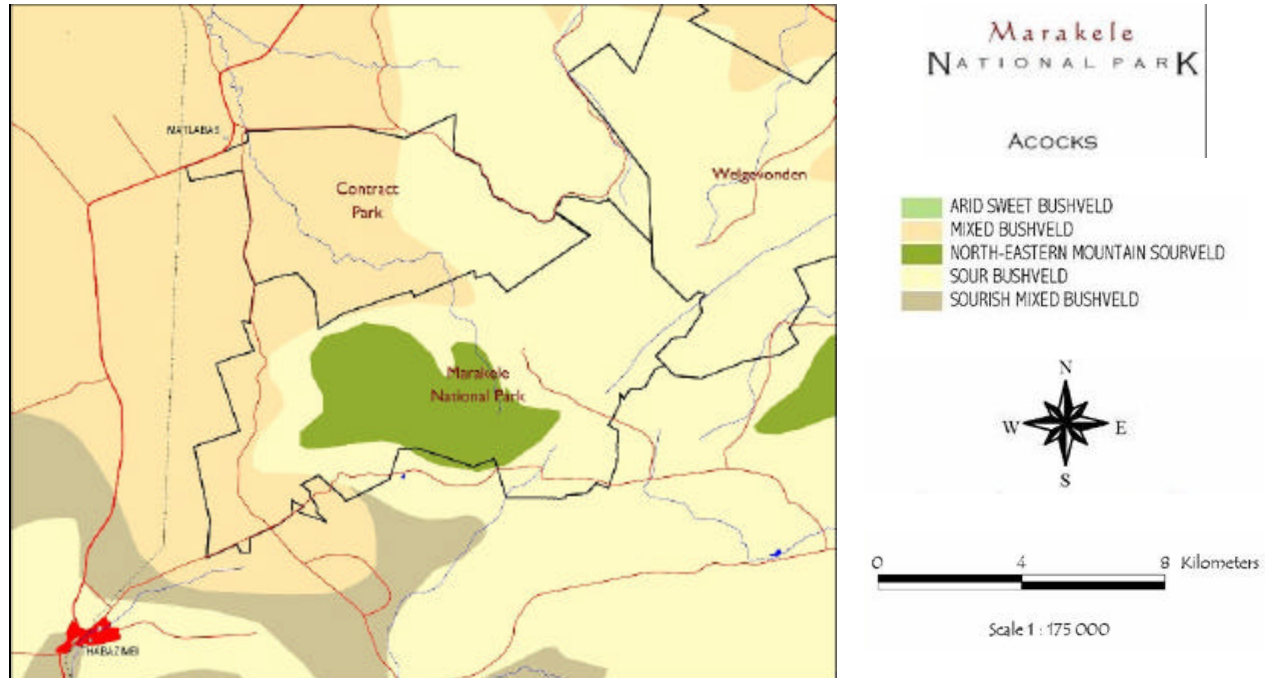 MATLABAS
Contract
Park
Welgevonden
Marakele
National Park
THABAZIMBI
Marakele
NATIONAL PARK
ACOCKS
ARID SWEET BUSHVELD
MIXED BUSHVELD
NORTH-EASTERN MOUNTAIN SOURVELD
SOUR BUSHVELD
SOURISH MIXED BUSHVELD
N
W
E
S
0 4 8 Kilometers
Scale 1 : 175 000